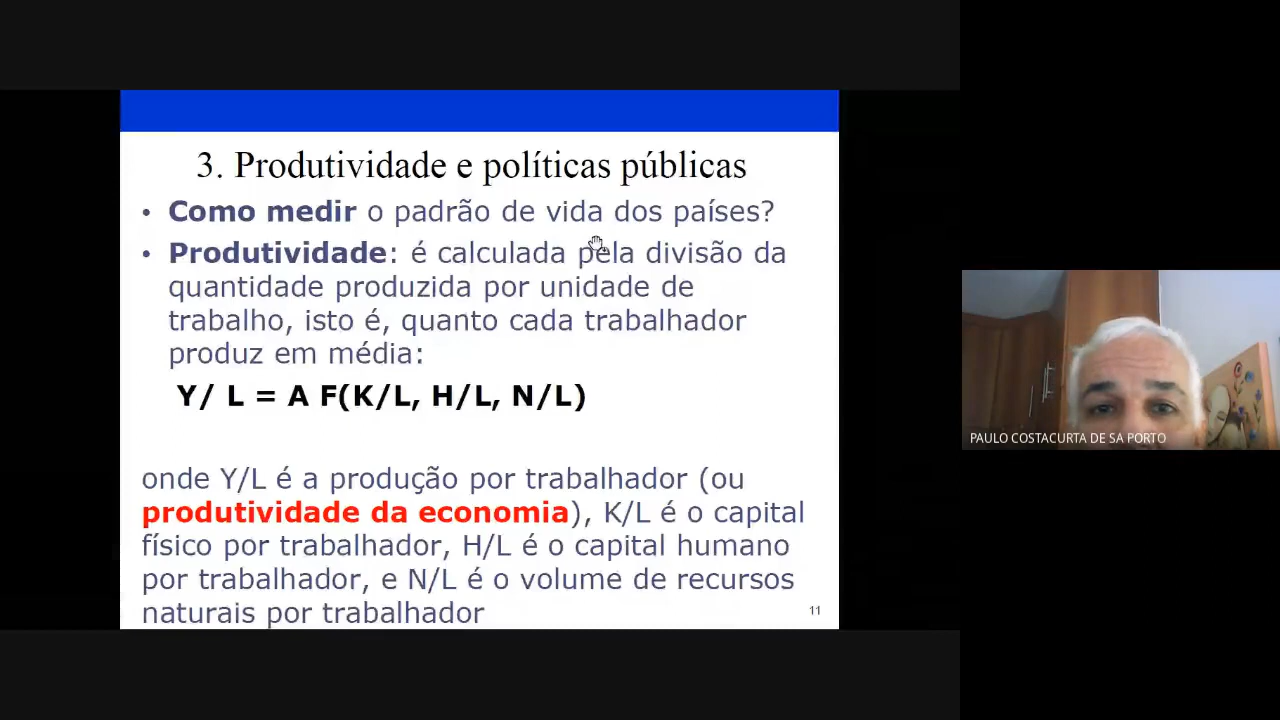 3. Produtividade e políticas públicas
• Como medir o padrão de vida dos países?
• Produtividade: é calculada pela divisão da
quantidade produzida por unidade de
trabalho, isto é, quanto cada trabalhador
produz em média:
Y/ L = A F(K/L, H/L, N/L)
onde Y/L é a produção por trabalhador (ou
produtividade da economia), K/L é o capital
físico por trabalhador, H/L é o capital humano
por trabalhador, e N/L é o volume de recursos
naturais por trabalhador
11
PAULO COSTACURTA DE SA PORTO